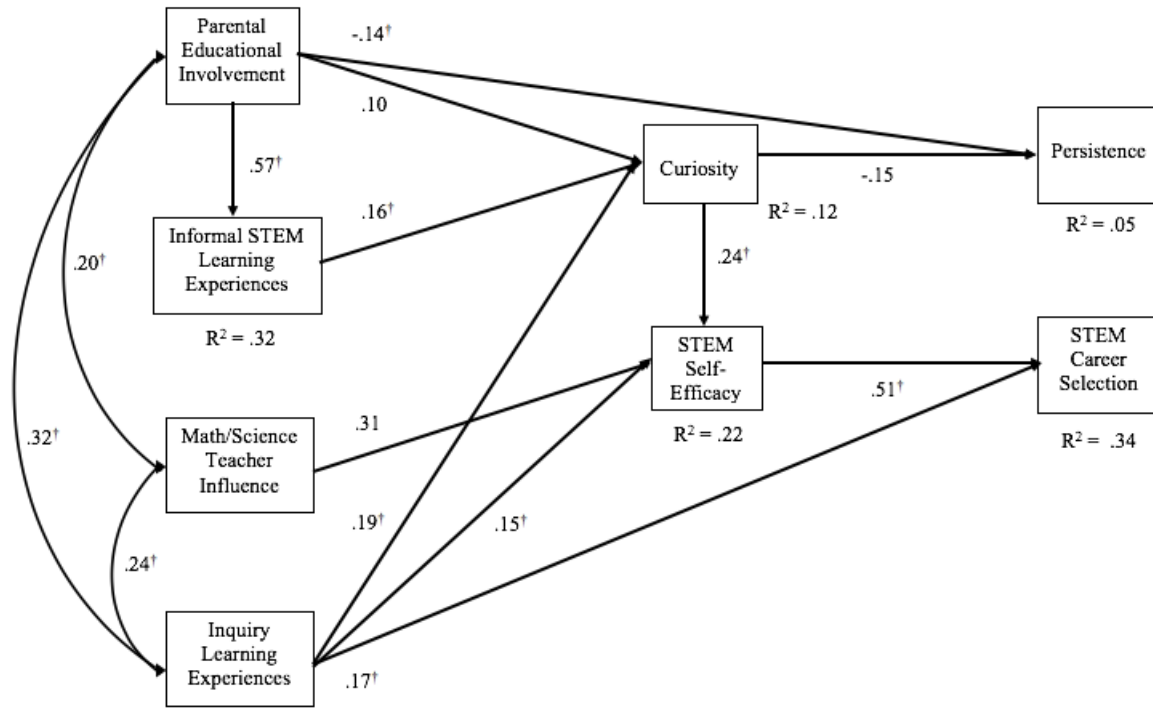 Parental
Educational
Involvement
-.14†
.10
.57†
Curiosity
R² = .12
-.15
Persistence
R² = .05
.16†
Informal STEM
Learning
Experiences
R² = .32
.20†
.24†
STEM
Self-
Efficacy
R² = .22
.51†
STEM
Career
Selection
R² = .34
.32†
Math/Science
Teacher
Influence
.31
.19†
.15†
.24†
Inquiry
Learning
Experiences
.17†